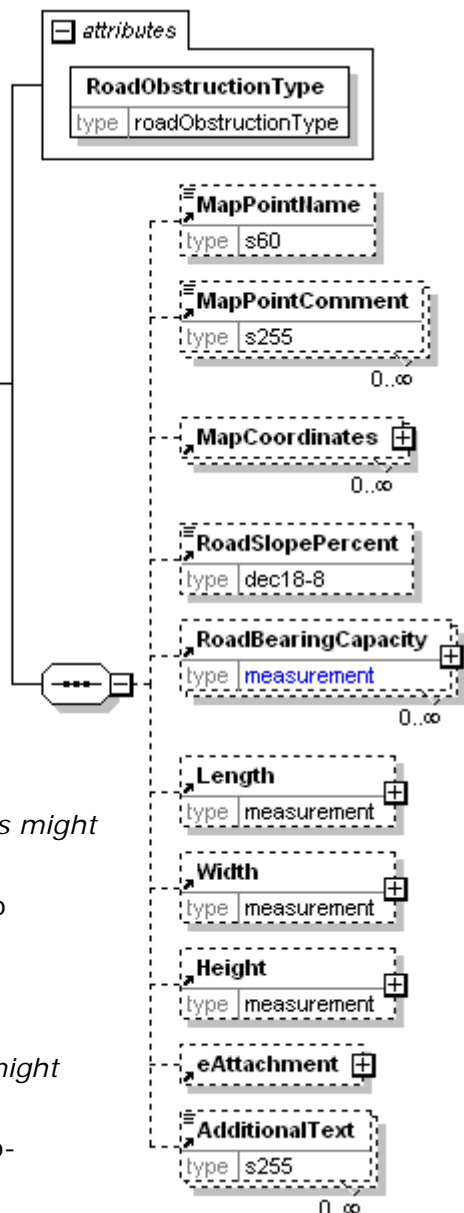 attributes
RoadObstructionType
type roadObstructionType
MapPointName
type s60
MapPointComment
type s255
0..∞
MapCoordinates
0..∞
RoadSlopePercent
type dec18-8
RoadBearingCapacity
type measurement
0..∞
Length
type measurement
s might
Width
type measurement
Height
type measurement
might
eAttachment
AdditionalText
type s255
0..∞